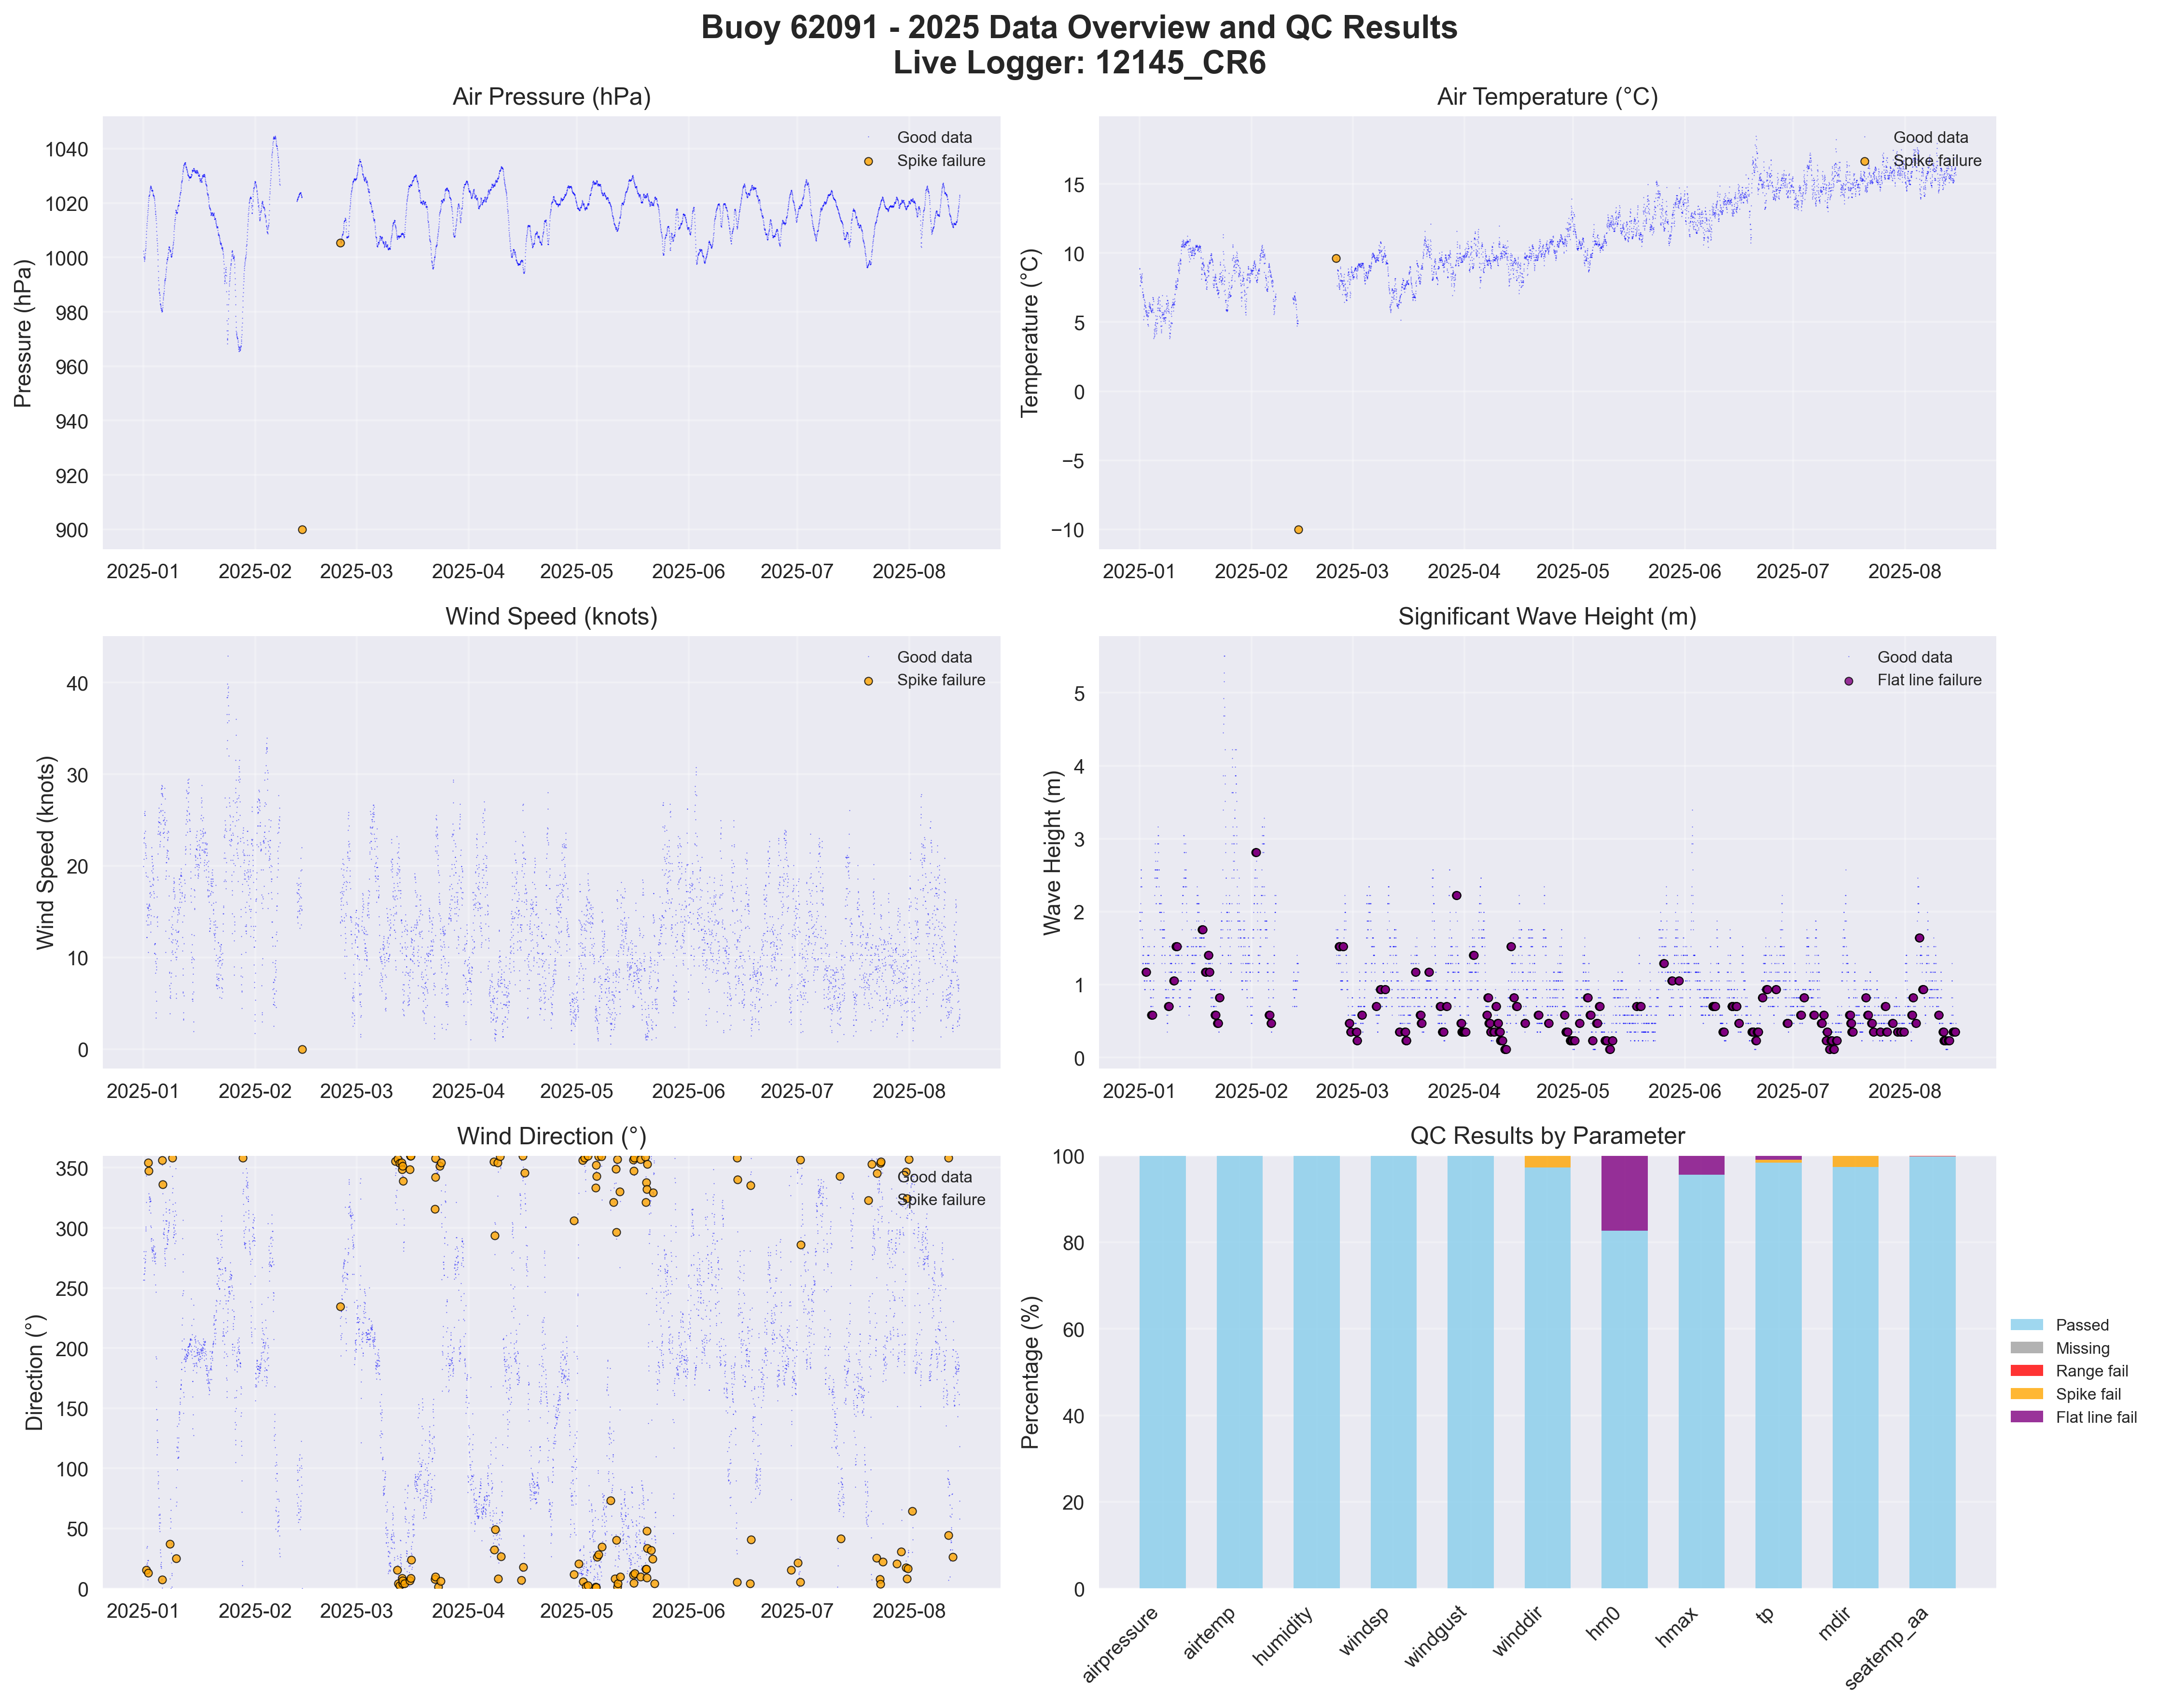 Buoy 62091 - 2025 Data Overview and QC Results
Live Logger: 12145_CR6
Air Pressure (hPa)
Pressure (hPa)
1040
1020
1000
980
960
940
920
900
Good data
Spike failure
2025-01 2025-02 2025-03 2025-04 2025-05 2025-06 2025-07 2025-08
Air Temperature (°C)
Temperature (°C)
15
10
5
0
−5
−10
Good data
Spike failure
2025-01 2025-02 2025-03 2025-04 2025-05 2025-06 2025-07 2025-08
Wind Speed (knots)
Wind Speed (knots)
40
30
20
10
0
Good data
Spike failure
2025-01 2025-02 2025-03 2025-04 2025-05 2025-06 2025-07 2025-08
Significant Wave Height (m)
Wave Height (m)
5
4
3
2
1
0
Good data
Flat line failure
2025-01 2025-02 2025-03 2025-04 2025-05 2025-06 2025-07 2025-08
Wind Direction (°)
Direction (°)
350
300
250
200
150
100
50
0
Good data
Spike failure
2025-01 2025-02 2025-03 2025-04 2025-05 2025-06 2025-07 2025-08
QC Results by Parameter
Percentage (%)
100
80
60
40
20
0
airpressure airtemp humidity windsp windgust winddir hm0 hmax tp mdir seatemp_aa
Passed
Missing
Range fail
Spike fail
Flat line fail